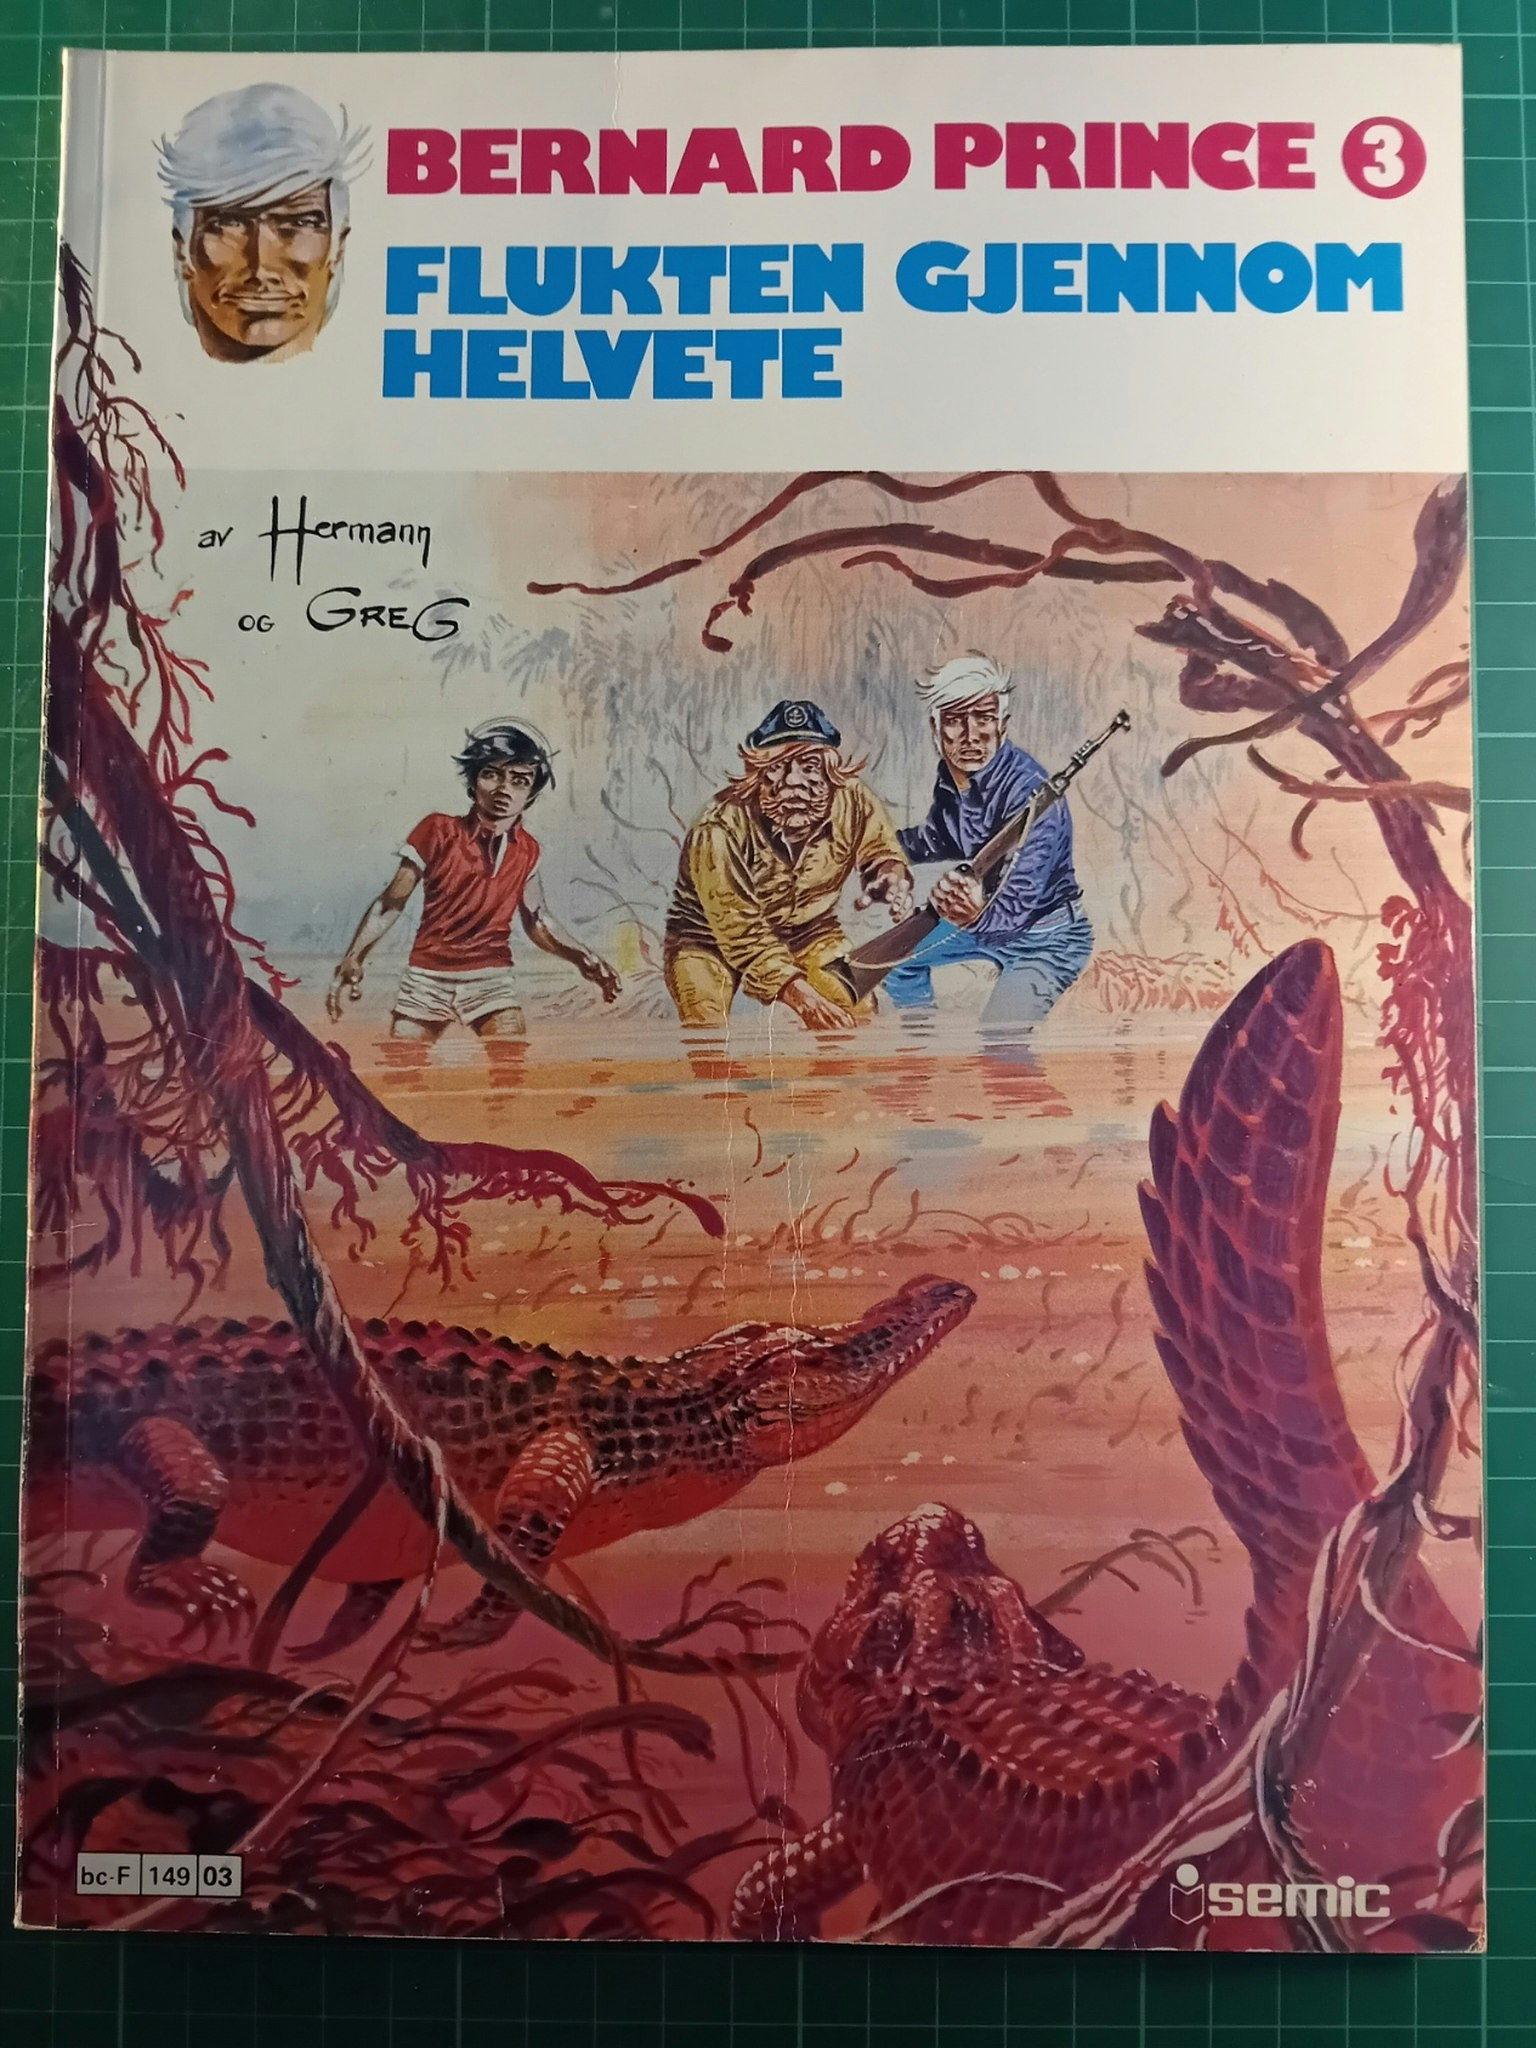 BERNARD PRINCE 3
FLUKTEN GJENNOM
HELVETE
av Hermann
OG GREG
bc-F 149 03
semic